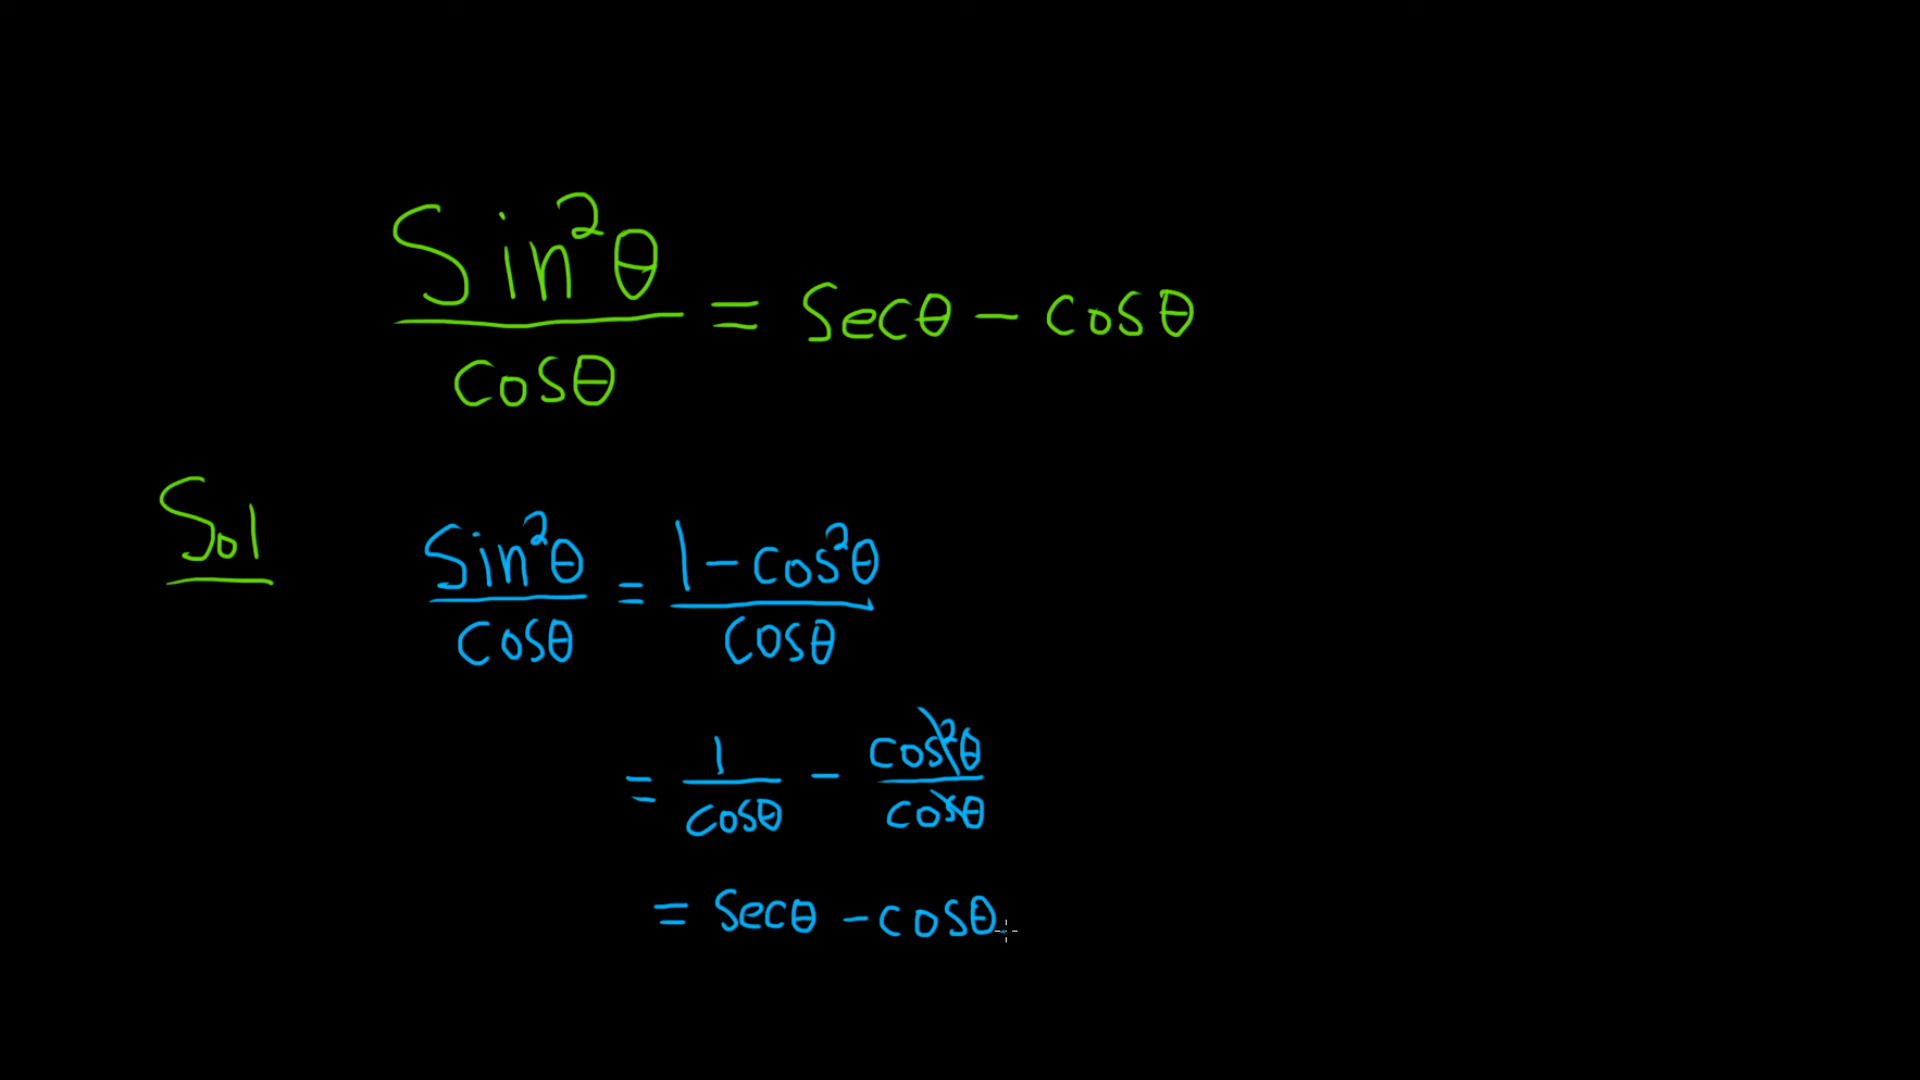 Sin²θ/cosθ = Secθ - cosθ
Sol
Sin²θ/cosθ = 1-cos²θ/cosθ
= 1/cosθ - cos²θ/cosθ
= Secθ - cosθ